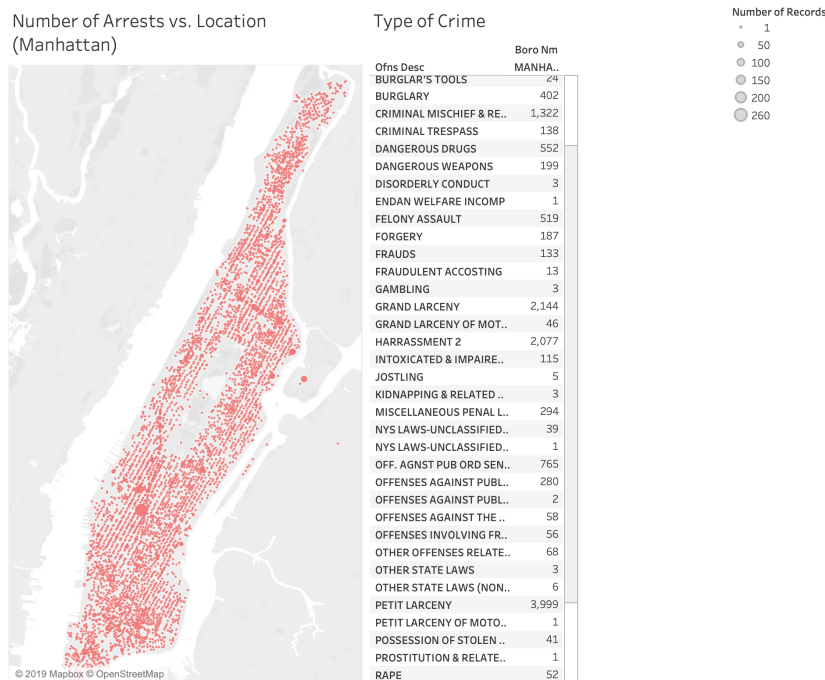 Number of Arrests vs. Location
(Manhattan)
Type of Crime
Number of Records
1
50
100
150
200
260
Boro Nm
Ofns Desc MANHA..
BURGLAR'S TOOLS 24
BURGLARY 402
CRIMINAL MISCHIEF & RE.. 1,322
CRIMINAL TRESPASS 138
DANGEROUS DRUGS 552
DANGEROUS WEAPONS 199
DISORDERLY CONDUCT 3
ENDAN WELFARE INCOMP 1
FELONY ASSAULT 519
FORGERY 187
FRAUDS 133
FRAUDULENT ACCOSTING 13
GAMBLING 3
GRAND LARCENY 2,144
GRAND LARCENY OF MOT.. 46
HARRASSMENT 2 2,077
INTOXICATED & IMPAIRE.. 115
JOSTLING 5
KIDNAPPING & RELATED .. 3
MISCELLANEOUS PENAL L.. 294
NYS LAWS-UNCLASSIFIED.. 39
NYS LAWS-UNCLASSIFIED.. 1
OFF. AGNST PUB ORD SEN.. 765
OFFENSES AGAINST PUBL.. 280
OFFENSES AGAINST PUBL.. 2
OFFENSES AGAINST THE .. 58
OFFENSES INVOLVING FR.. 56
OTHER OFFENSES RELATE.. 68
OTHER STATE LAWS 3
OTHER STATE LAWS (NON.. 6
PETIT LARCENY 3,999
PETIT LARCENY OF MOTO.. 1
POSSESSION OF STOLEN .. 41
PROSTITUTION & RELATE.. 1
RAPE 52
© 2019 Mapbox © OpenStreetMap